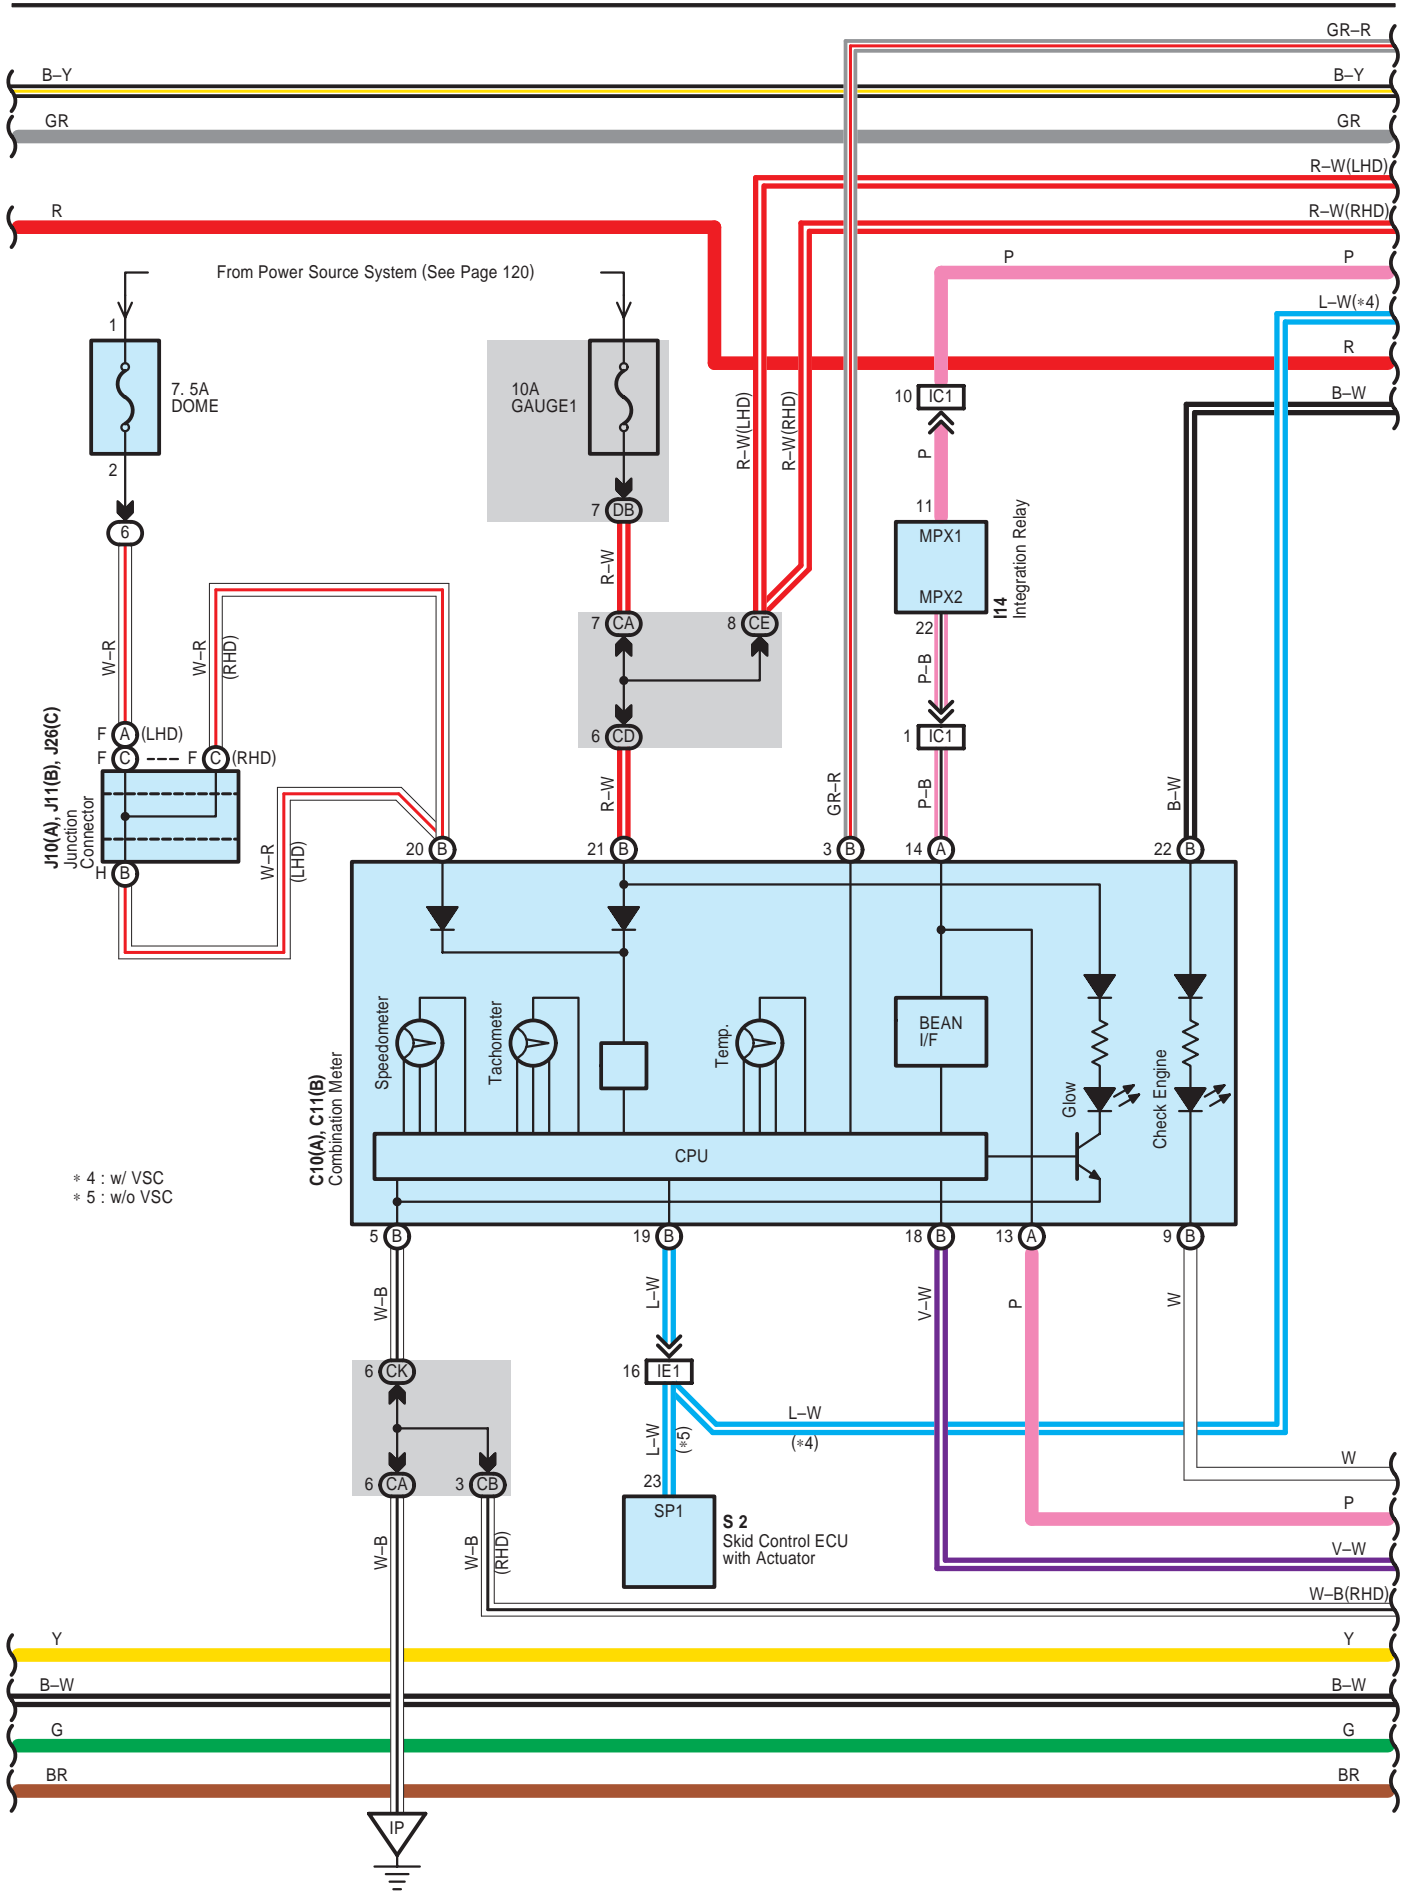 GR–R
B–Y
B–Y
GR
GR
R–W(LHD)
R
R–W(RHD)
From Power Source System (See Page 120)
P
P
L–W(∗4)
1
R
7. 5A
DOME
10A
GAUGE1
10
IC1
B–W
R–W(LHD)
R–W(RHD)
P
2
11
7
DB
6
MPX1
MPX2
I14
Integration Relay
R–W
7
CA
8
CE
22
W–R
W–R
(RHD)
P–B
F
A
(LHD)
6
CD
1
IC1
F
C
F
C
(RHD)
J10(A), J11(B), J26(C)
Junction
Connector
R–W
GR–R
P–B
B–W
W–R
(LHD)
H
B
20
B
21
B
3
B
14
A
22
B
Speedometer
Tachometer
Temp.
BEAN
I/F
Glow
Check Engine
C10(A), C11(B)
Combination Meter
CPU
∗ 4 : w/ VSC
∗ 5 : w/o VSC
5
B
19
B
18
B
13
A
9
B
W–B
L–W
V–W
P
W
6
CK
16
IE1
L–W
(∗5)
L–W
(∗4)
W
6
CA
3
CB
23
SP1
S 2
Skid Control ECU
with Actuator
P
W–B
W–B
(RHD)
V–W
W–B(RHD)
Y
Y
B–W
B–W
G
G
BR
BR
IP